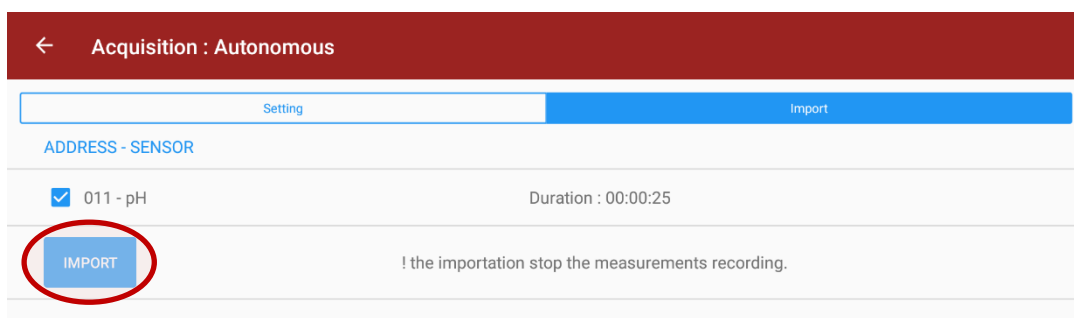 Acquisition : Autonomous
Setting Import
ADDRESS - SENSOR
011 - pH Duration : 00:00:25
IMPORT ! the importation stop the measurements recording.